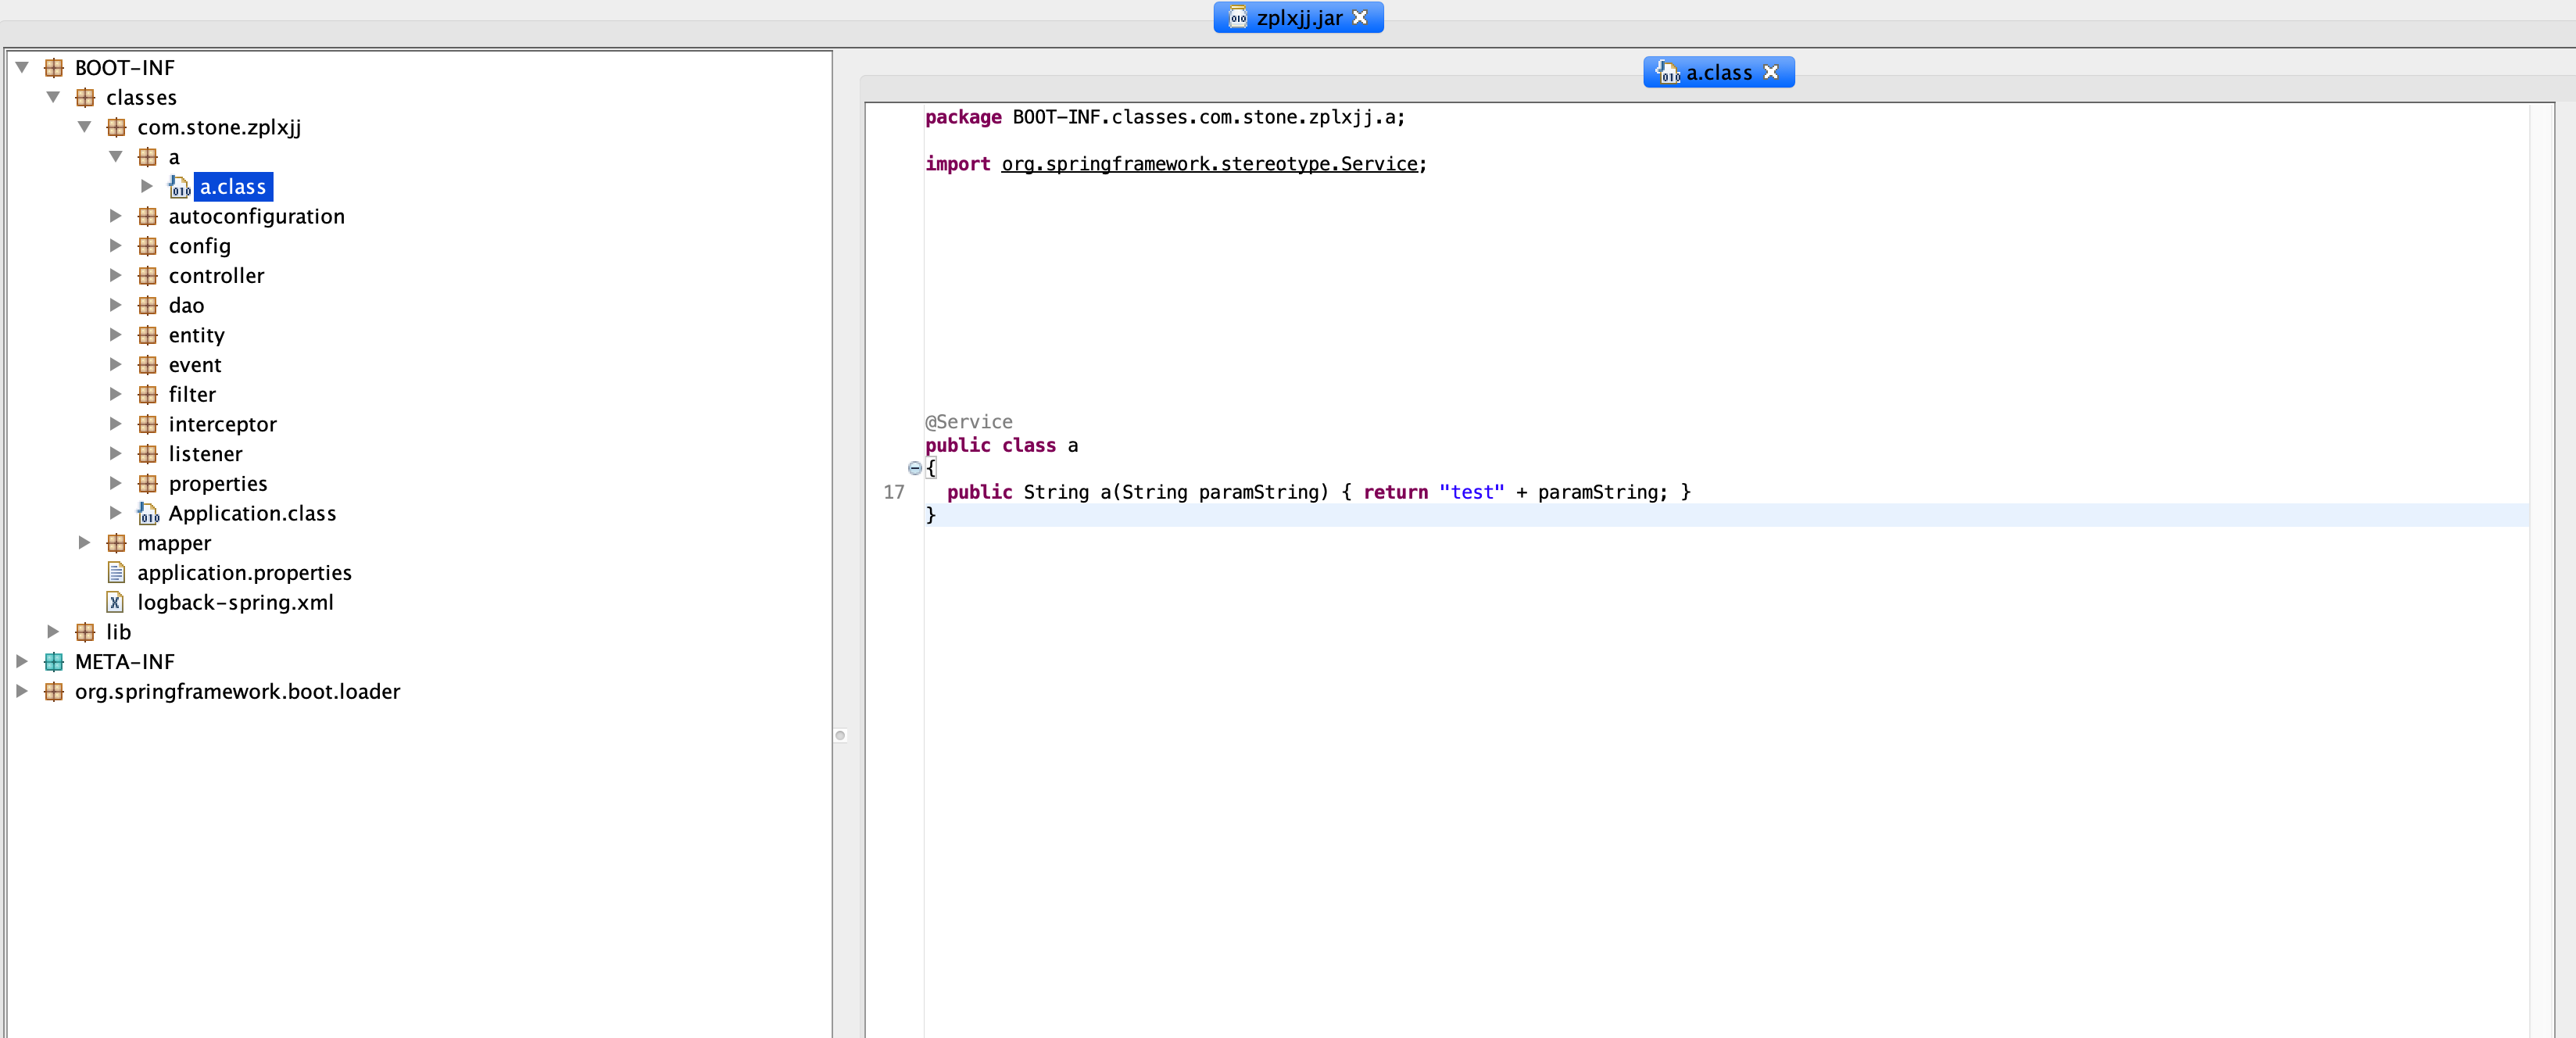 zplxjj.jar
BOOT-INF
classes
com.stone.zplxjj
a
a.class
autoconfiguration
config
controller
dao
entity
event
filter
interceptor
listener
properties
Application.class
mapper
application.properties
logback-spring.xml
lib
META-INF
org.springframework.boot.loader
a.class
package BOOT-INF.classes.com.stone.zplxjj.a;
import org.springframework.stereotype.Service;
@Service
public class a
{
17 public String a(String paramString) { return "test" + paramString; }
}